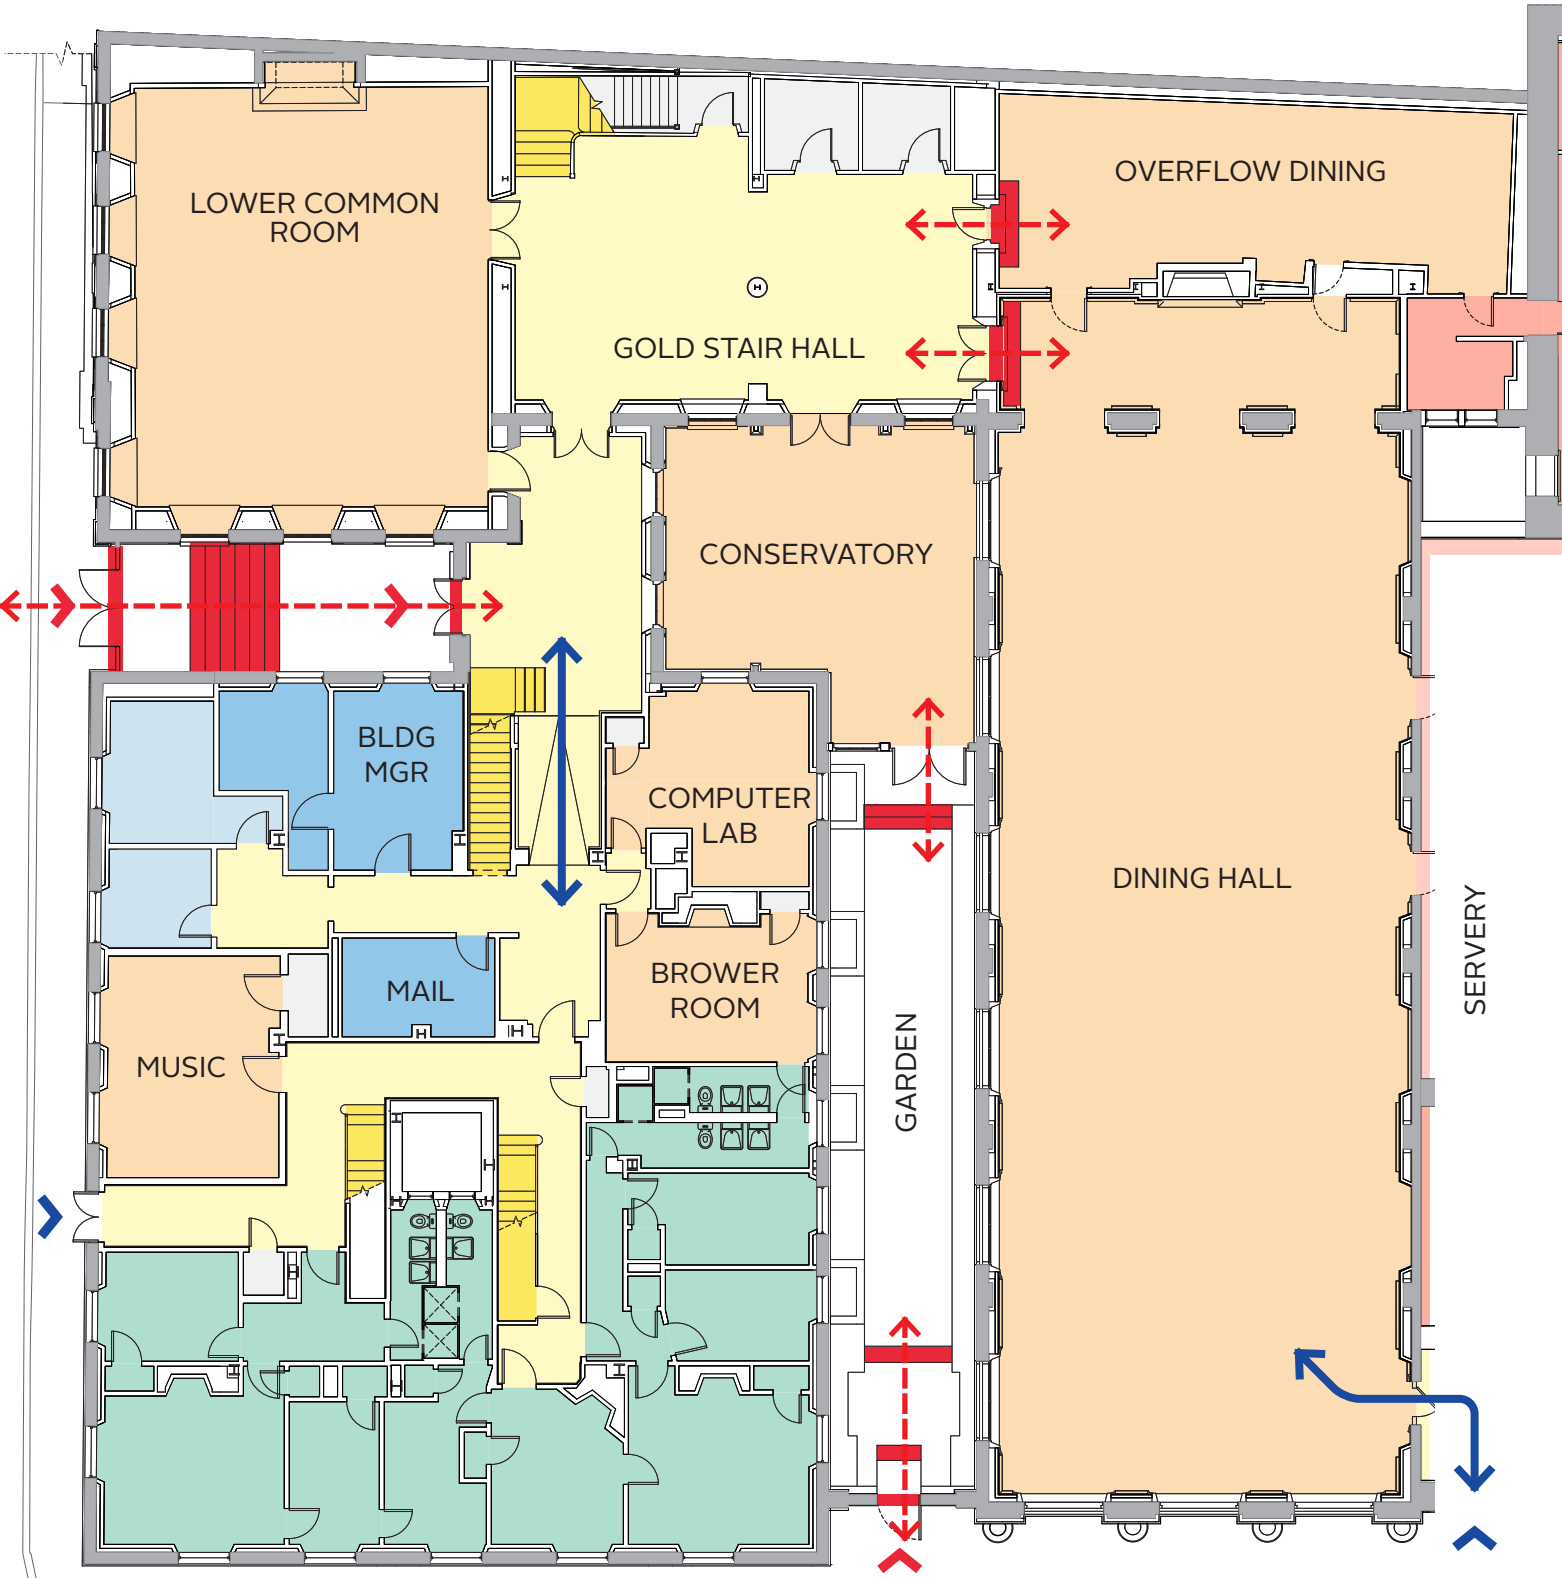 OVERFLOW DINING
LOWER COMMON
ROOM
GOLD STAIR HALL
CONSERVATORY
BLDG
MGR
COMPUTER
LAB
DINING HALL
SERVERY
BROWER
ROOM
MAIL
GARDEN
MUSIC